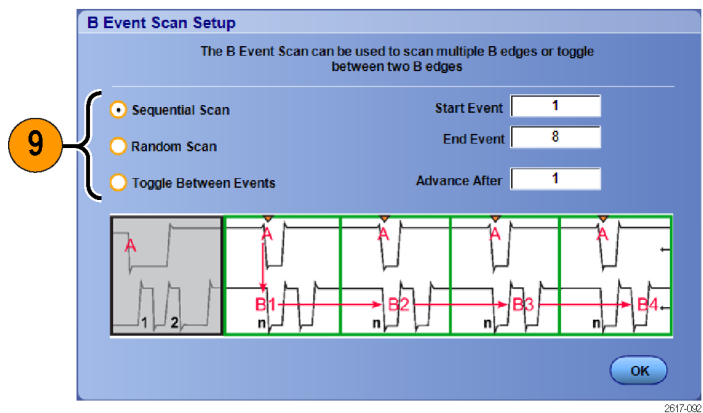 B Event Scan Setup
The B Event Scan can be used to scan multiple B edges or toggle
between two B edges
9
Sequential Scan
Random Scan
Toggle Between Events
Start Event 1
End Event 8
Advance After 1
A A A A A
1 2 B1 B2 B3 B4
n n n n
OK
2617-092